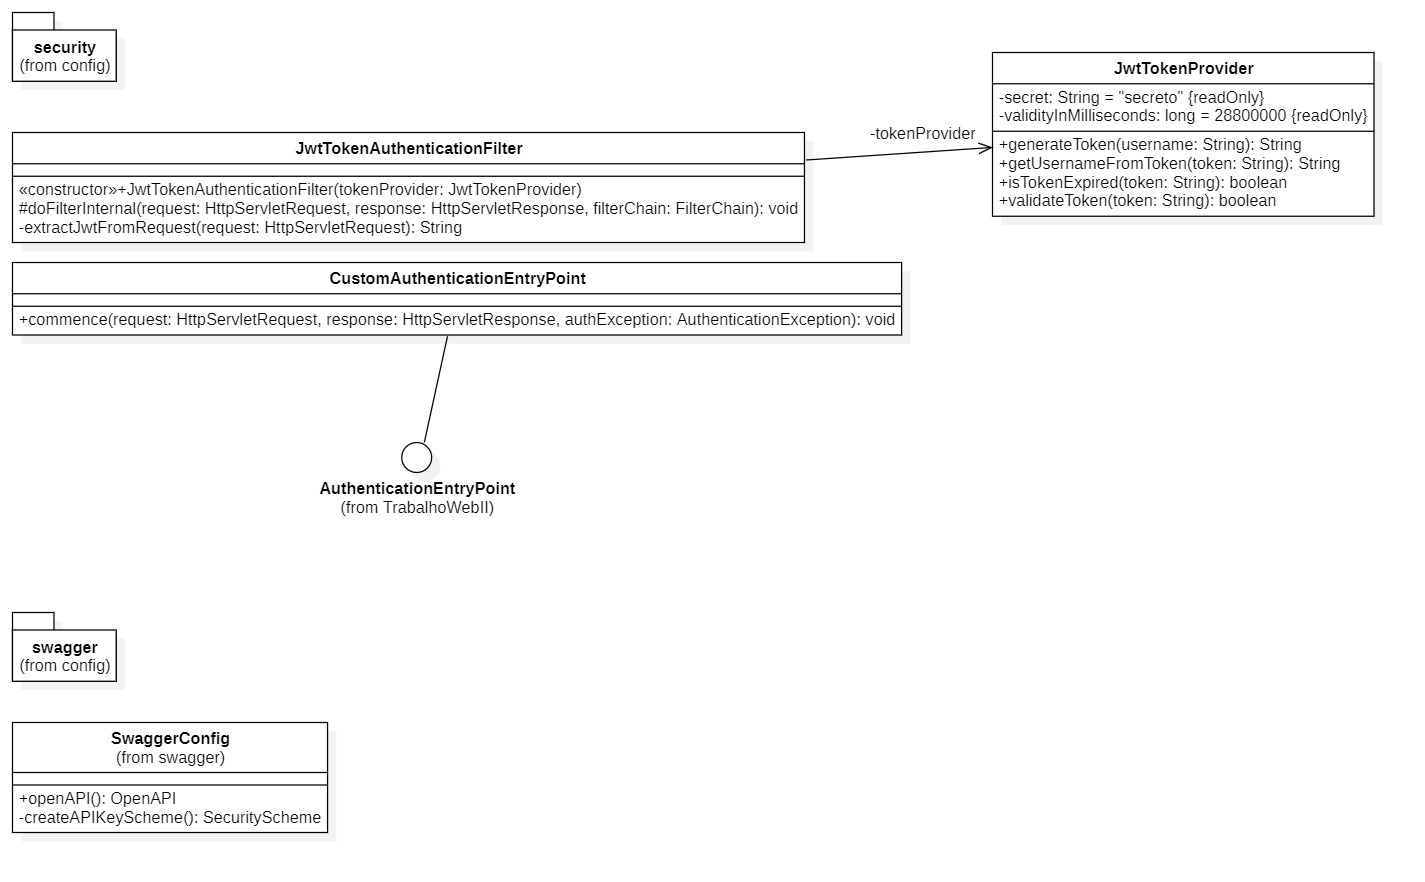 security
(from config)
JwtTokenProvider
-secret: String = "secreto" {readOnly}
-validityInMilliseconds: long = 28800000 {readOnly}
+generateToken(username: String): String
+getUsernameFromToken(token: String): String
+isTokenExpired(token: String): boolean
+validateToken(token: String): boolean
-tokenProvider
JwtTokenAuthenticationFilter
«constructor»+JwtTokenAuthenticationFilter(tokenProvider: JwtTokenProvider)
#doFilterInternal(request: HttpServletRequest, response: HttpServletResponse, filterChain: FilterChain): void
-extractJwtFromRequest(request: HttpServletRequest): String
CustomAuthenticationEntryPoint
+commence(request: HttpServletRequest, response: HttpServletResponse, authException: AuthenticationException): void
AuthenticationEntryPoint
(from TrabalhoWebII)
swagger
(from config)
SwaggerConfig
(from swagger)
+openAPI(): OpenAPI
-createAPIKeyScheme(): SecurityScheme